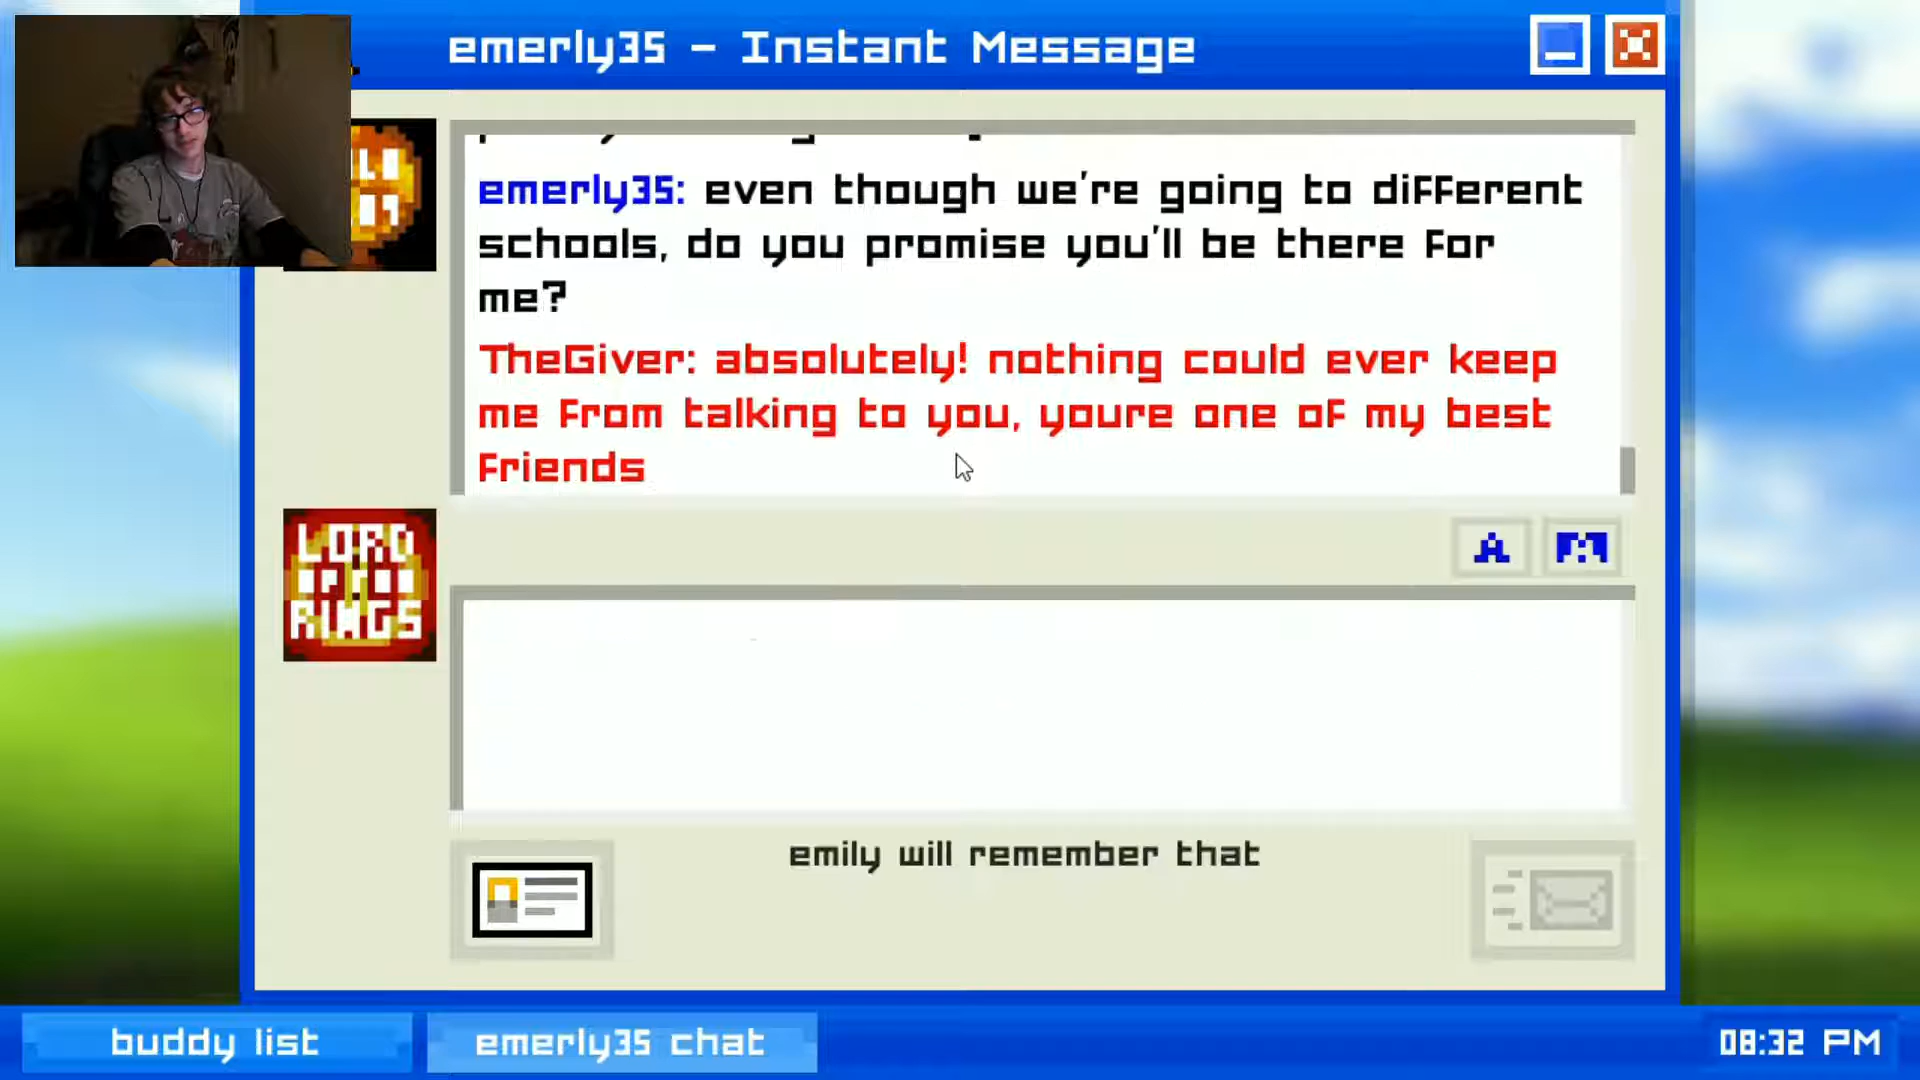 emerly35 - Instant Message
emerly35: even though we're going to different
schools, do you promise you'll be there for
me?
TheGiver: absolutely! nothing could ever keep
me from talking to you, youre one of my best
friends
LORD
OF TOD
RINGS
A
emily will remember that
buddy list
emerly35 chat
08:32 PM